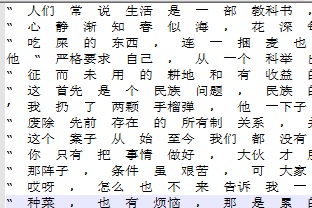 ” 人们 常 说 生活 是 一 部 教科书 ，
” 心 静 渐 知 春 似 海 ， 花 深 每
” 吃 屎 的 东西 ， 连 一 捆 麦 也
他 ” 严格 要求 自己 ， 从 一个 科举 出
” 征 而 未 用 的 耕地 和 有 收益 的
” 这 首先 是 个 民族 问题 ， 民族 的
’ 我 扔 了 两颗 手榴弹 ， 他 一下子
” 废除 先前 存在 的 所有制 关系 ， 并
” 这个 案子 从 始 至今 我们 都 没有
” 你 只有 把 事情 做好 ， 大伙 才
” 那阵子 ， 条件 虽 艰苦 ， 可 大家
” 哎呀 ， 怎么 也 不 来 告诉 我 一
” 种菜 ， 也 有 烦恼 ， 那 是 累 的